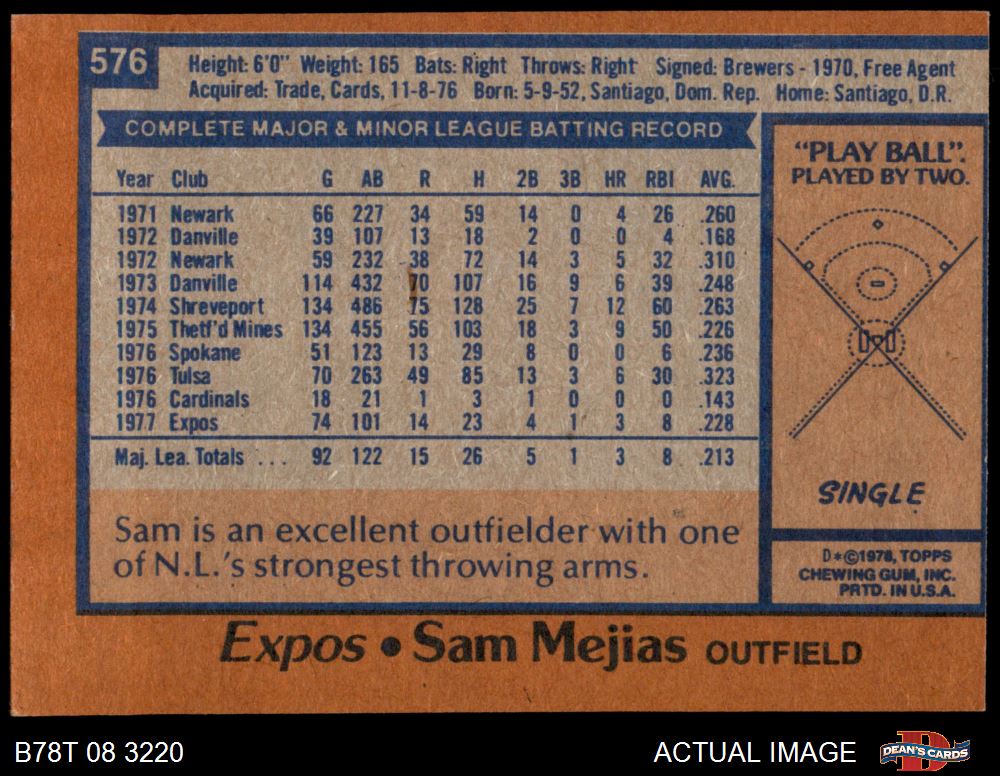 576
Height: 6'0" Weight: 165 Bats: Right Throws: Right Signed: Brewers - 1970, Free Agent
Acquired: Trade, Cards, 11-8-76 Born: 5-9-52, Santiago, Dom. Rep. Home: Santiago, D.R.
COMPLETE MAJOR & MINOR LEAGUE BATTING RECORD
Year Club G AB R H 2B 3B HR RBI AVG.
1971 Newark 66 227 34 59 14 0 4 26 .260
1972 Danville 39 107 13 18 2 0 0 4 .168
1972 Newark 59 232 38 72 14 3 5 32 .310
1973 Danville 114 432 70 107 16 9 6 39 .248
1974 Shreveport 134 486 75 128 25 7 12 60 .263
1975 Thetf'd Mines 134 455 56 103 18 3 9 50 .226
1976 Spokane 51 123 13 29 8 0 0 6 .236
1976 Tulsa 70 263 49 85 13 3 6 30 .323
1976 Cardinals 18 21 1 3 1 0 0 0 .143
1977 Expos 74 101 14 23 4 1 3 8 .228
Maj. Lea. Totals ... 92 122 15 26 5 1 3 8 .213
Sam is an excellent outfielder with one
of N.L.'s strongest throwing arms.
"PLAY BALL".
PLAYED BY TWO.
SINGLE
D*©1978, TOPPS
CHEWING GUM, INC.
PRTD. IN U.S.A.
Expos • Sam Mejias OUTFIELD
B78T 08 3220
ACTUAL IMAGE
D
DEAN'S CARDS